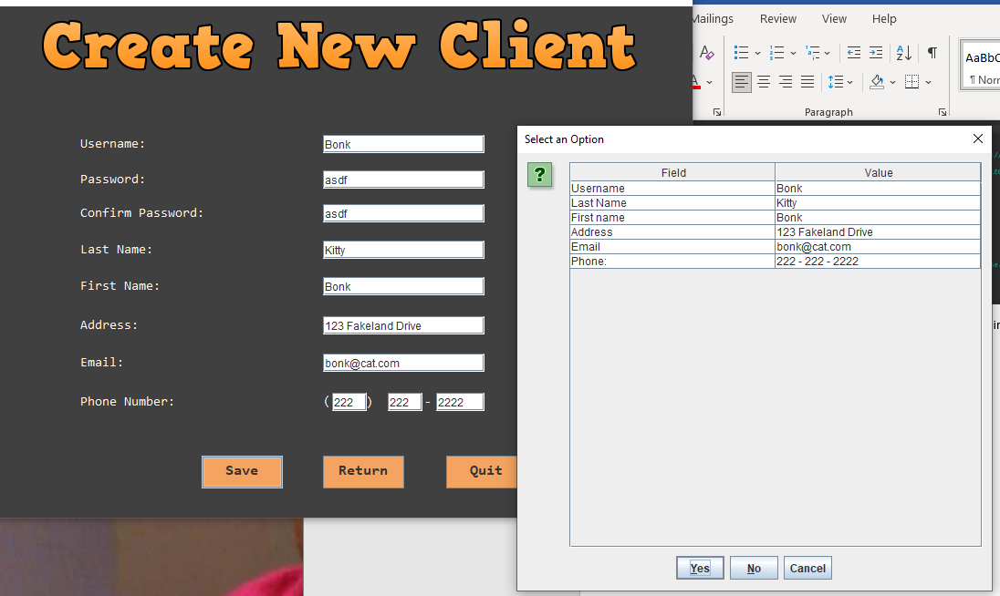 Create New Client
Username: Bonk
Password: asdf
Confirm Password: asdf
Last Name: Kitty
First Name: Bonk
Address: 123 Fakeland Drive
Email: bonk@cat.com
Phone Number: (222) 222 - 2222
Save Return Quit
Mailings Review View Help
AaBbC
¶ Norr
Paragraph
Select an Option
Field Value
Username Bonk
Last Name Kitty
First name Bonk
Address 123 Fakeland Drive
Email bonk@cat.com
Phone: 222 - 222 - 2222
Yes No Cancel